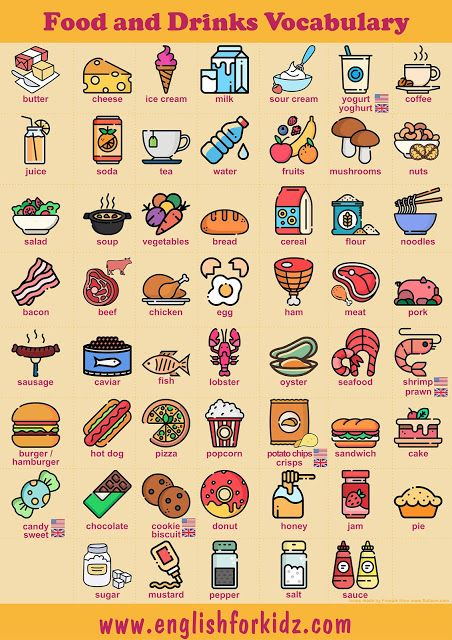 Food and Drinks Vocabulary
butter
cheese
ice cream
milk
sour cream
yogurt
yoghurt
coffee
juice
soda
tea
water
fruits
mushrooms
nuts
salad
soup
vegetables
bread
cereal
flour
noodles
bacon
beef
chicken
egg
ham
meat
pork
sausage
caviar
fish
lobster
oyster
seafood
shrimp
prawn
burger /
hamburger
hot dog
pizza
popcorn
potato chips
crisps
sandwich
cake
candy
sweet
chocolate
cookie
biscuit
donut
honey
jam
pie
sugar
mustard
pepper
salt
sauce
www.englishforkidz.com